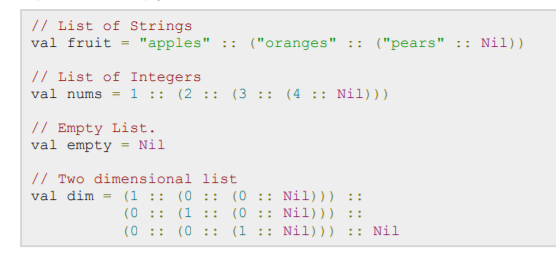 // List of Strings
val fruit = "apples" :: ("oranges" :: ("pears" :: Nil))
// List of Integers
val nums = 1 :: (2 :: (3 :: (4 :: Nil)))
// Empty List.
val empty = Nil
// Two dimensional list
val dim = (1 :: (0 :: (0 :: Nil))) ::
(0 :: (1 :: (0 :: Nil))) ::
(0 :: (0 :: (1 :: Nil))) :: Nil